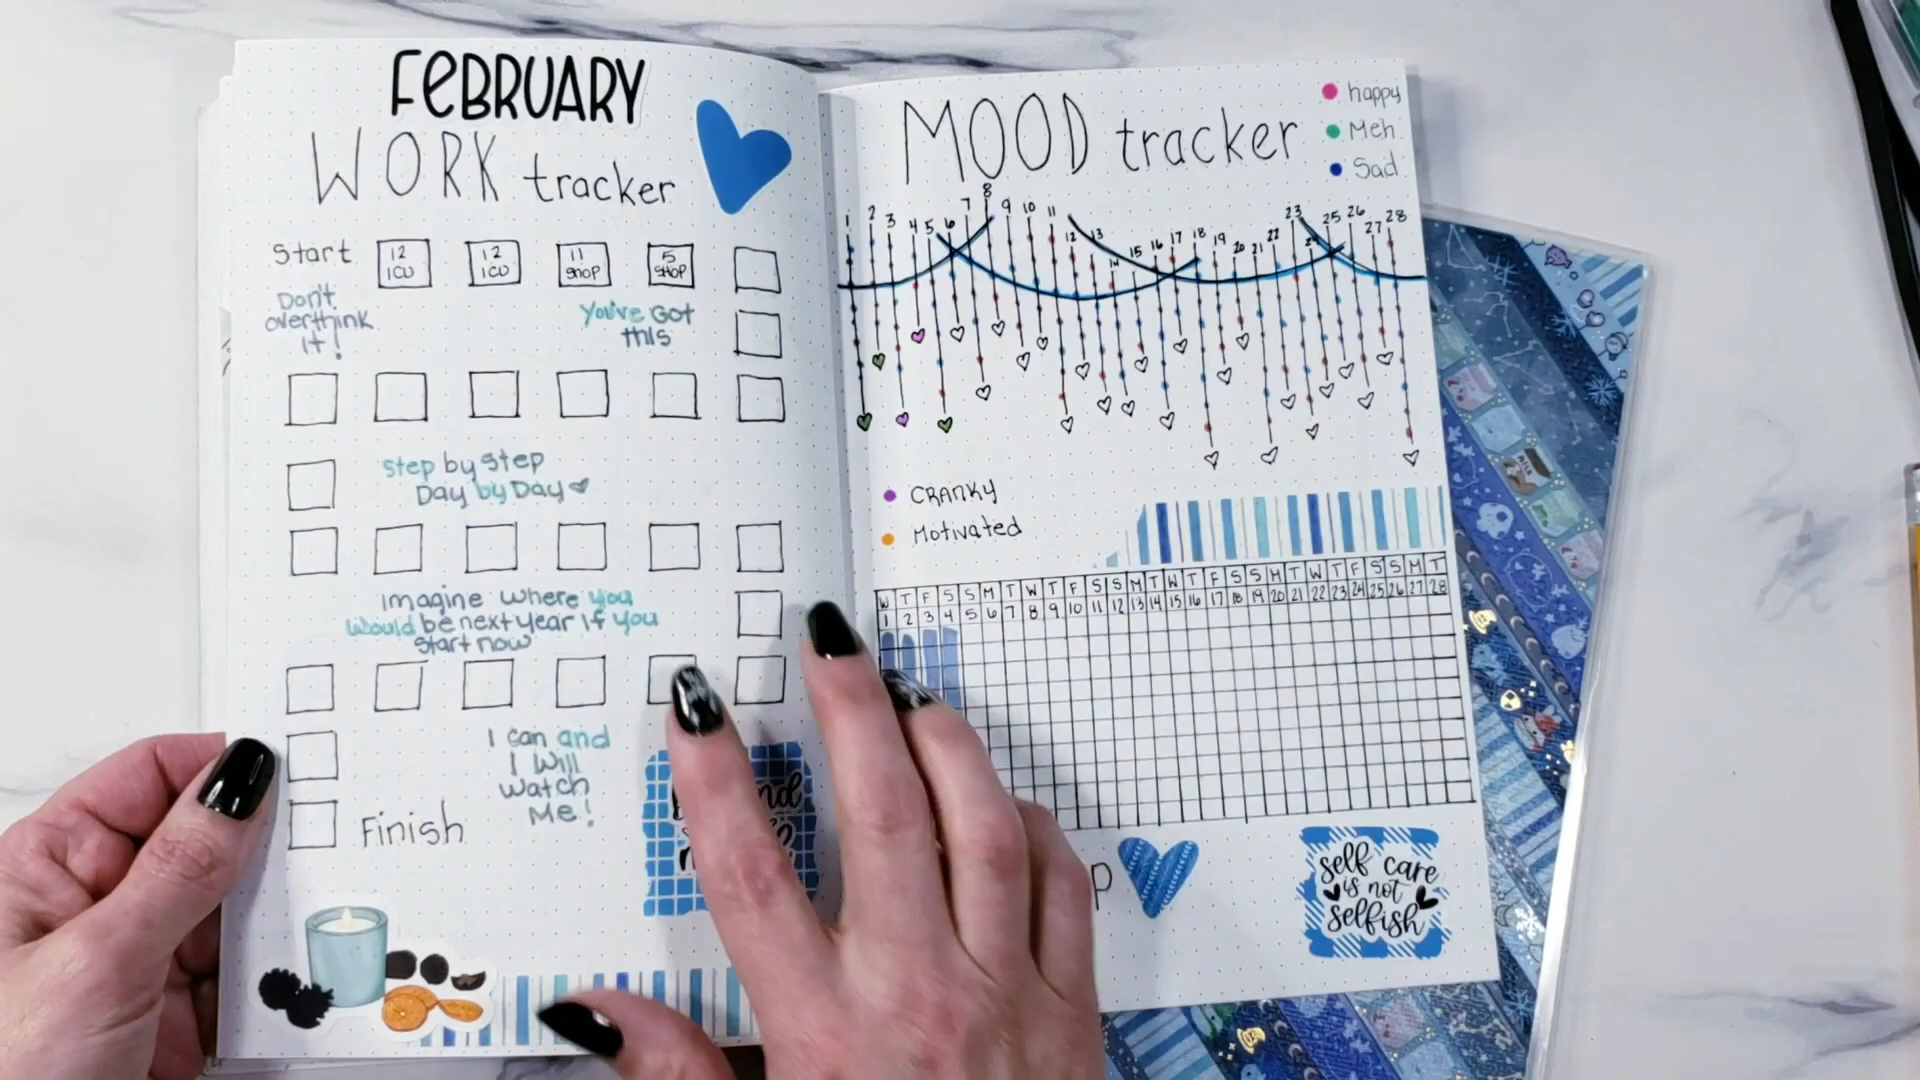 FEBRUARY
WORK tracker
Start
12
ICU
12
ICU
11
SHOP
5
SHOP
Don't
overthink
it!
You've Got
this
Step by Step
Day by Day
Imagine where you
would be next year if you
start now
I can and
I Will
Watch
Me!
Finish
MOOD tracker
happy
Meh
Sad
1 2 3 4 5 6 7 8 9 10 11 12 13 14 15 16 17 18 19 20 21 22 23 24 25 26 27 28
CRANKY
Motivated
W T F S S M T W T F S S M T W T F S S M T W T F S S M T
1 2 3 4 5 6 7 8 9 10 11 12 13 14 15 16 17 18 19 20 21 22 23 24 25 26 27 28
self care
is not
selfish